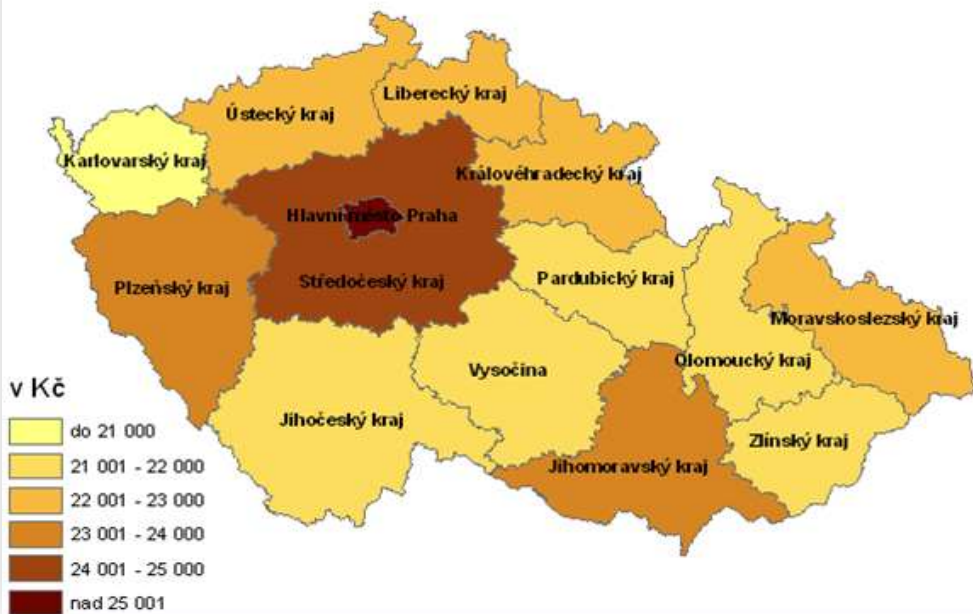 Liberecký kraj
Ústecký kraj
Karlovarský kraj
Královéhradecký kraj
Hlavní město Praha
Středočeský kraj
Plzeňský kraj
Pardubický kraj
Moravskoslezský kraj
Olomoucký kraj
Vysočina
Jihočeský kraj
Zlínský kraj
Jihomoravský kraj
v Kč
do 21 000
21 001 - 22 000
22 001 - 23 000
23 001 - 24 000
24 001 - 25 000
nad 25 001